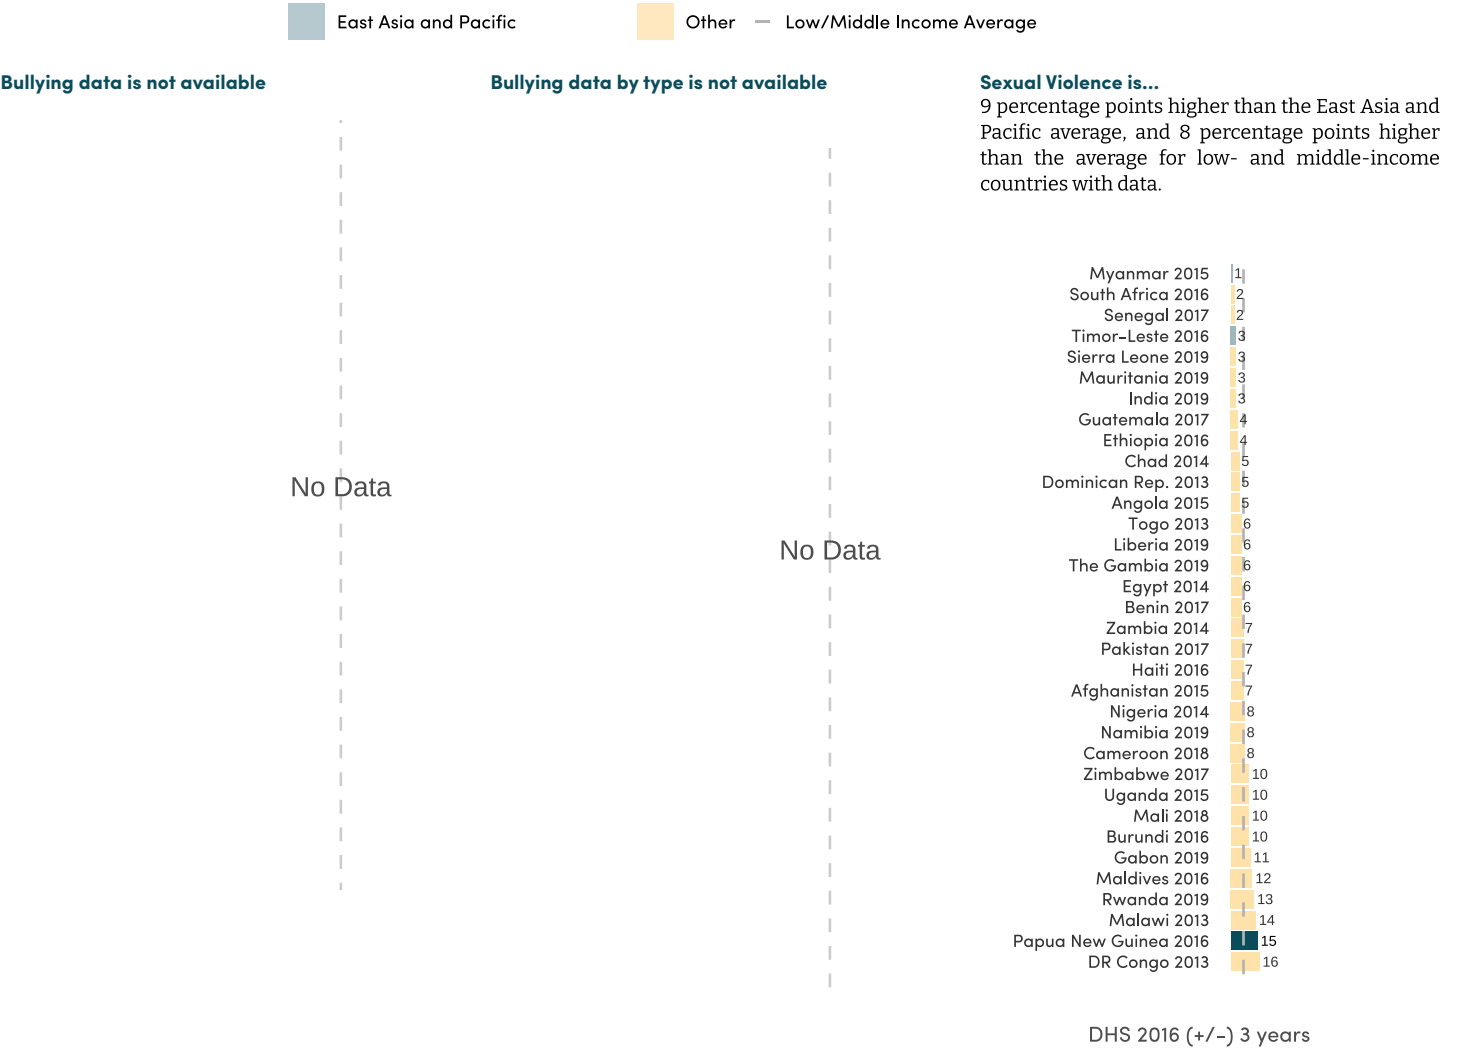 East Asia and Pacific
Other
Low/Middle Income Average
Bullying data is not available
No Data
Bullying data by type is not available
No Data
Sexual Violence is...
9 percentage points higher than the East Asia and
Pacific average, and 8 percentage points higher
than the average for low- and middle-income
countries with data.
Myanmar 2015 1
South Africa 2016 2
Senegal 2017 2
Timor-Leste 2016 3
Sierra Leone 2019 3
Mauritania 2019 3
India 2019 3
Guatemala 2017 4
Ethiopia 2016 4
Chad 2014 5
Dominican Rep. 2013 5
Angola 2015 5
Togo 2013 6
Liberia 2019 6
The Gambia 2019 6
Egypt 2014 6
Benin 2017 6
Zambia 2014 7
Pakistan 2017 7
Haiti 2016 7
Afghanistan 2015 7
Nigeria 2014 8
Namibia 2019 8
Cameroon 2018 8
Zimbabwe 2017 10
Uganda 2015 10
Mali 2018 10
Burundi 2016 10
Gabon 2019 11
Maldives 2016 12
Rwanda 2019 13
Malawi 2013 14
Papua New Guinea 2016 15
DR Congo 2013 16
DHS 2016 (+/-) 3 years